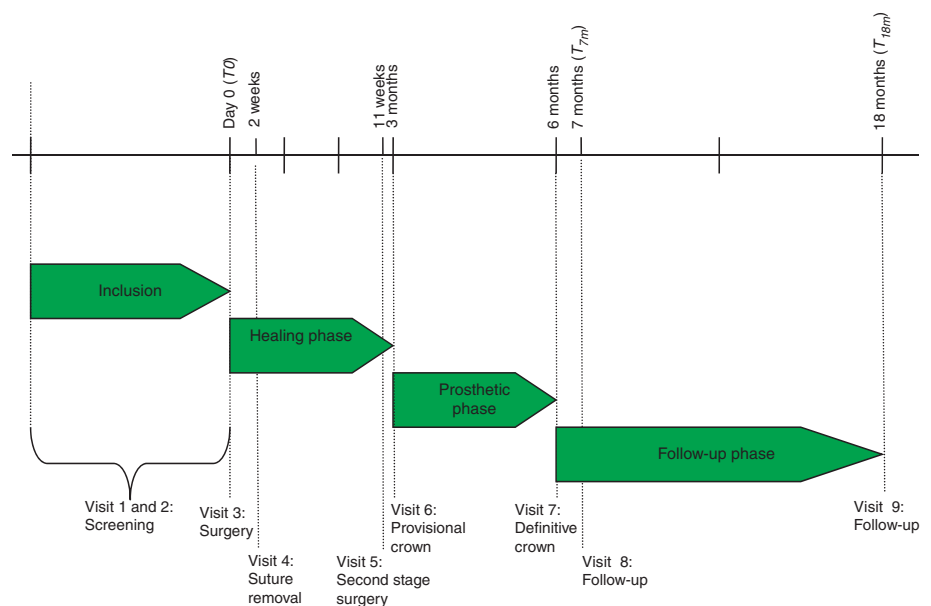 Day 0 (T0)
2 weeks
11 weeks
3 months
6 months
7 months (T7m)
18 months (T18m)
Inclusion
Healing phase
Prosthetic
phase
Follow-up phase
Visit 1 and 2:
Screening
Visit 3:
Surgery
Visit 4:
Suture
removal
Visit 5:
Second stage
surgery
Visit 6:
Provisional
crown
Visit 7:
Definitive
crown
Visit 8:
Follow-up
Visit 9:
Follow-up